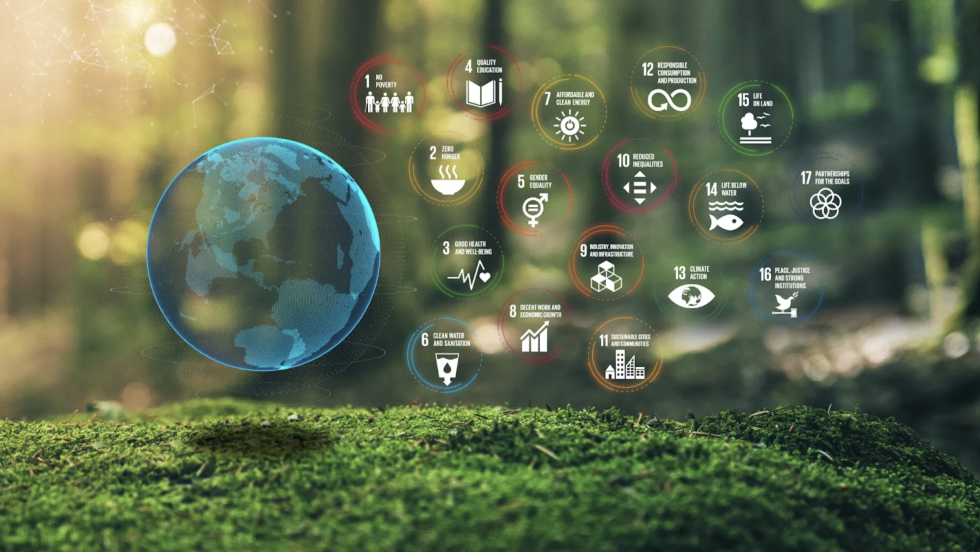 1 NO
POVERTY
4 QUALITY
EDUCATION
7 AFFORDABLE AND
CLEAN ENERGY
12 RESPONSIBLE
CONSUMPTION
AND PRODUCTION
15 LIFE
ON LAND
2 ZERO
HUNGER
5 GENDER
EQUALITY
10 REDUCED
INEQUALITIES
14 LIFE BELOW
WATER
17 PARTNERSHIPS
FOR THE GOALS
3 GOOD HEALTH
AND WELL-BEING
9 INDUSTRY, INNOVATION
AND INFRASTRUCTURE
13 CLIMATE
ACTION
16 PEACE, JUSTICE
AND STRONG
INSTITUTIONS
6 CLEAN WATER
AND SANITATION
8 DECENT WORK AND
ECONOMIC GROWTH
11 SUSTAINABLE CITIES
AND COMMUNITIES